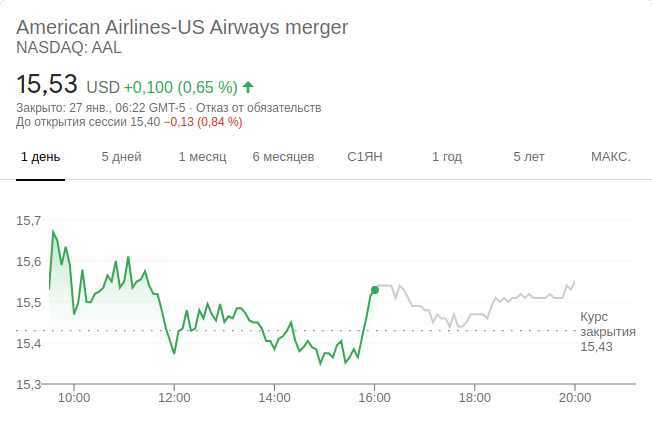 American Airlines-US Airways merger
NASDAQ: AAL
15,53 USD +0,100 (0,65 %)
Закрыто: 27 янв., 06:22 GMT-5 · Отказ от обязательств
До открытия сессии 15,40 −0,13 (0,84 %)
1 день 5 дней 1 месяц 6 месяцев С1ЯН 1 год 5 лет МАКС.
15,7
15,6
15,5
Курс
закрытия
15,43
15,4
15,3
10:00 12:00 14:00 16:00 18:00 20:00